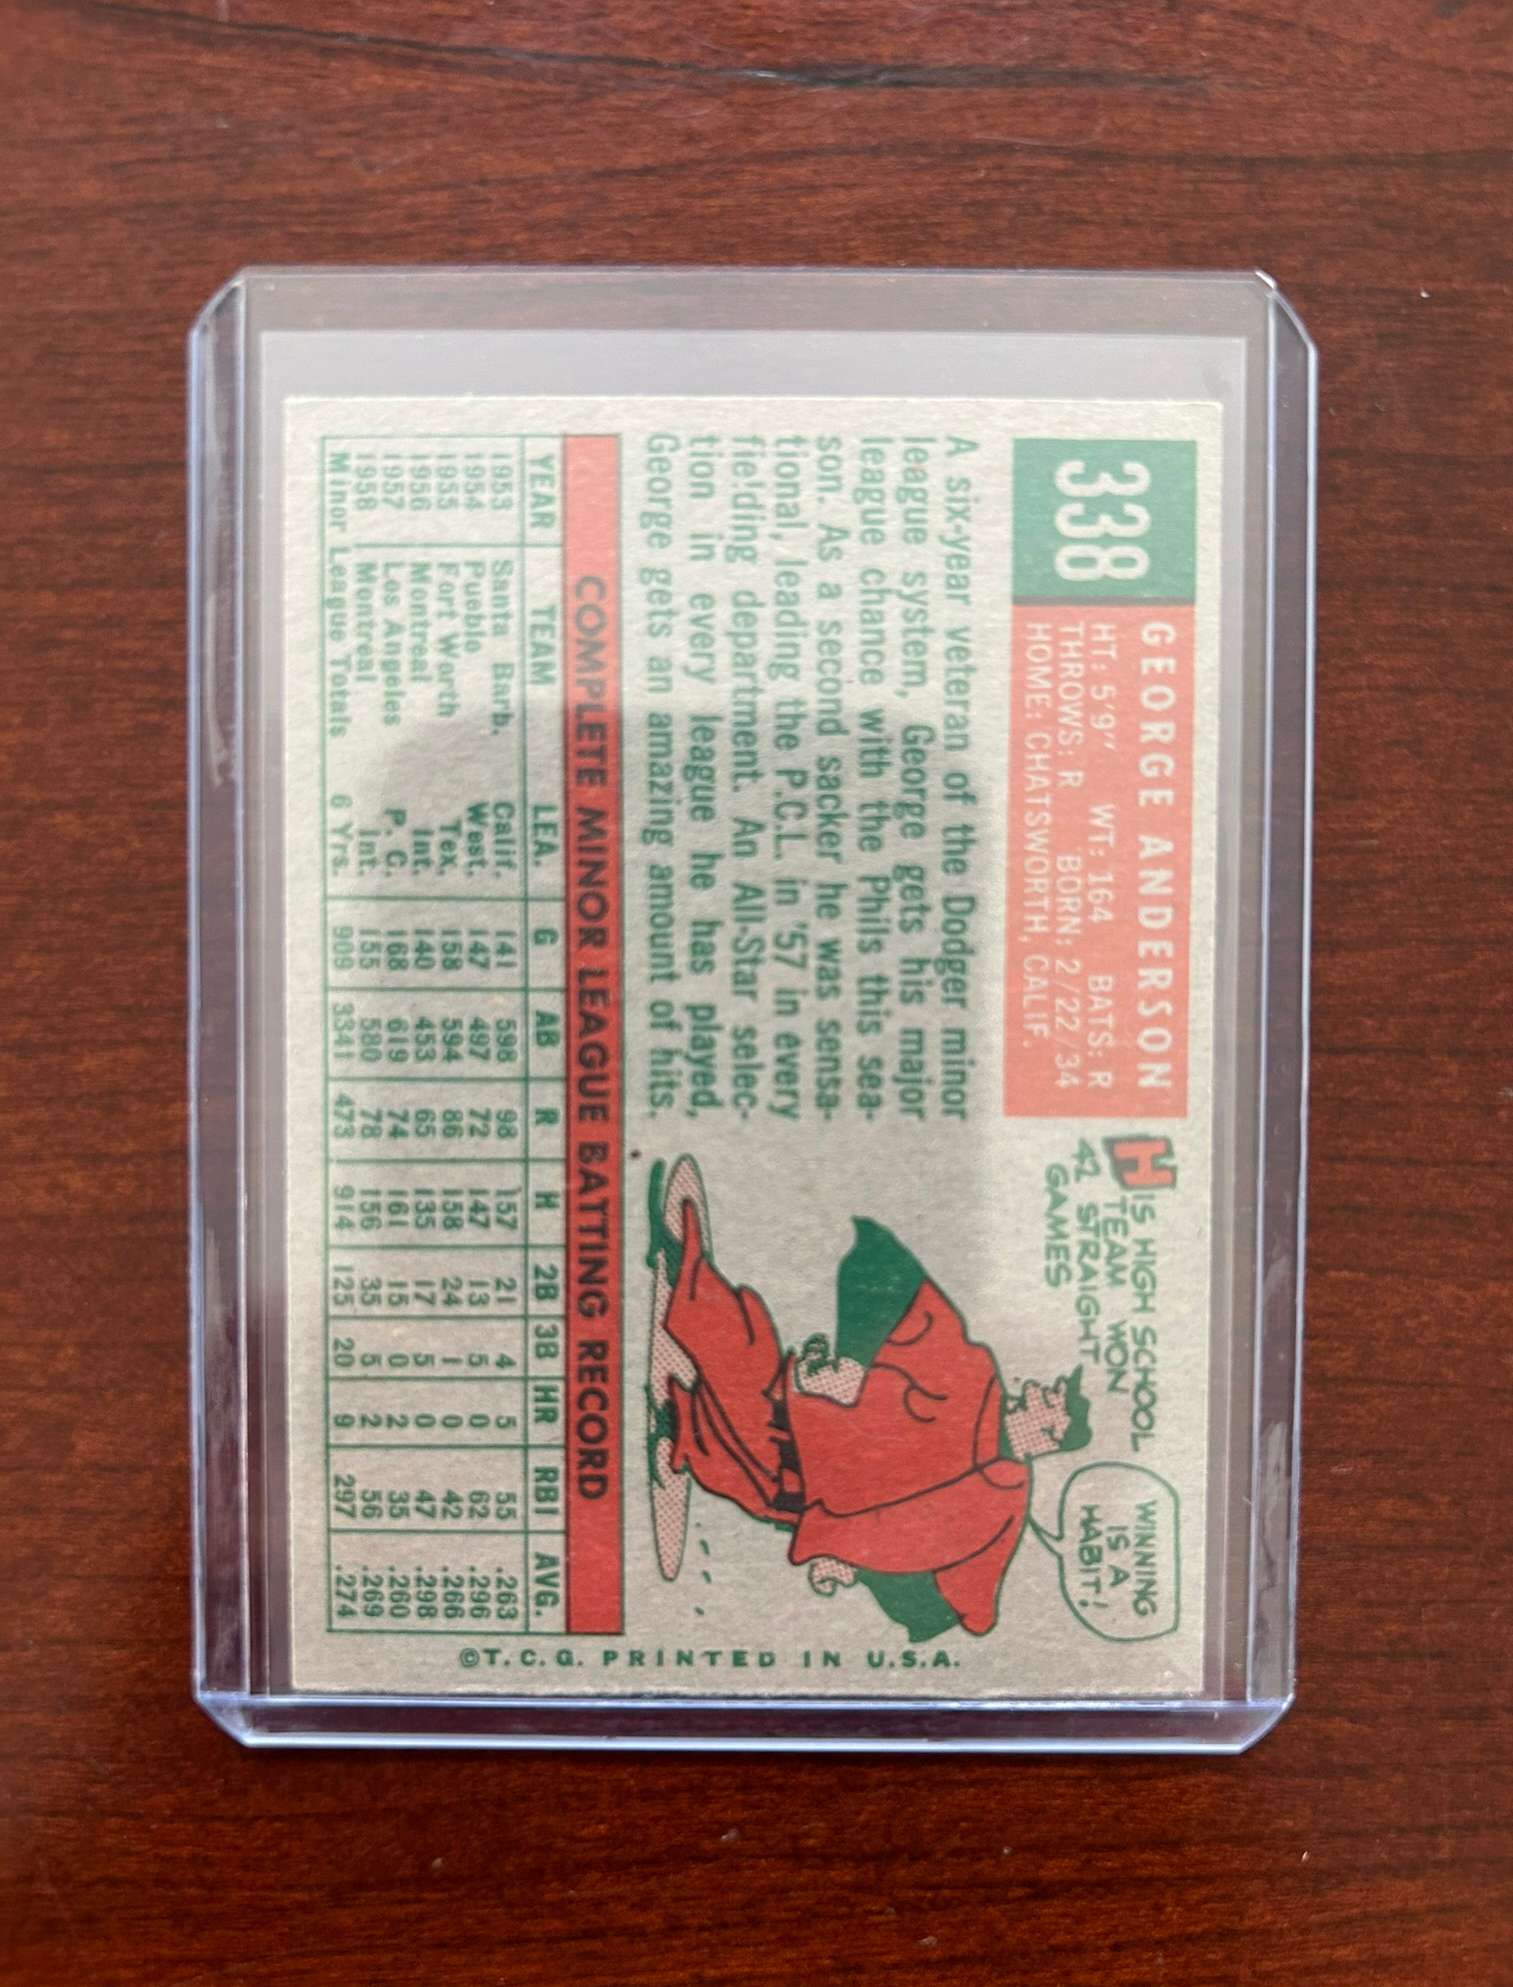 338
GEORGE ANDERSON
HT: 5'9" WT: 164 BATS: R
THROWS: R BORN: 2/22/34
HOME: CHATSWORTH, CALIF.
A six-year veteran of the Dodger minor
league system, George gets his major
league chance with the Phils this sea-
son. As a second sacker he was sensa-
tional, leading the P.C.L. in '57 in every
fielding department. An All-Star selec-
tion in every league he has played,
George gets an amazing amount of hits.
HIS HIGH SCHOOL
TEAM WON
42 STRAIGHT
GAMES
WINNING
IS A
HABIT!
COMPLETE MINOR LEAGUE BATTING RECORD
YEAR TEAM LEA. G AB R H 2B 3B HR RBI AVG.
1953 Santa Barb. Calif. 141 598 98 157 21 4 5 55 .263
1954 Pueblo West. 147 497 72 147 13 5 0 62 .296
1955 Fort Worth Tex. 158 594 86 158 24 1 0 42 .266
1956 Montreal Int. 140 453 65 135 17 5 0 47 .298
1957 Los Angeles P. C. 168 619 74 161 15 0 2 35 .260
1958 Montreal Int. 155 580 78 156 35 5 2 56 .269
Minor League Totals 6 Yrs. 909 3341 473 914 125 20 9 297 .274
©T.C.G. PRINTED IN U.S.A.